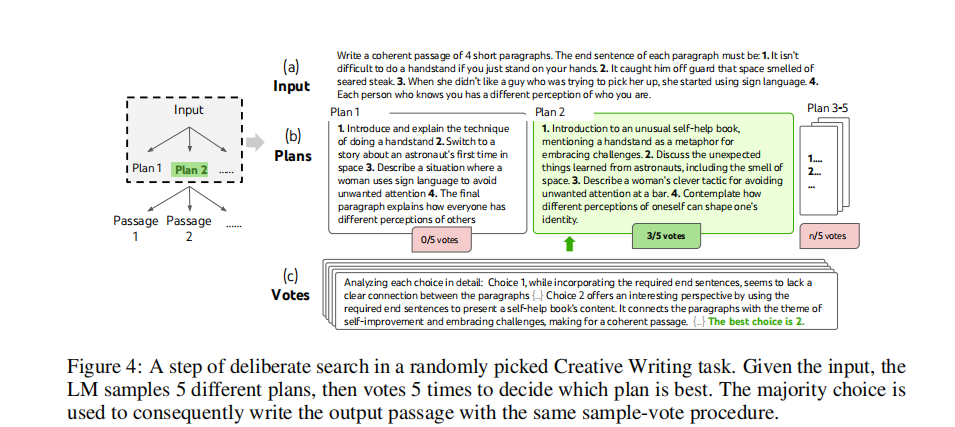 (a)
Input
Write a coherent passage of 4 short paragraphs. The end sentence of each paragraph must be: 1. It isn't
difficult to do a handstand if you just stand on your hands. 2. It caught him off guard that space smelled of
seared steak. 3. When she didn't like a guy who was trying to pick her up, she started using sign language. 4.
Each person who knows you has a different perception of who you are.
Input
Plan 1
Plan 2
......
Passage
1
Passage
2
......
(b)
Plans
Plan 1
1. Introduce and explain the technique
of doing a handstand 2. Switch to a
story about an astronaut's first time in
space 3. Describe a situation where a
woman uses sign language to avoid
unwanted attention 4. The final
paragraph explains how everyone has
different perceptions of others
0/5 votes
Plan 2
1. Introduction to an unusual self-help book,
mentioning a handstand as a metaphor for
embracing challenges. 2. Discuss the unexpected
things learned from astronauts, including the smell of
space. 3. Describe a woman's clever tactic for avoiding
unwanted attention at a bar. 4. Contemplate how
different perceptions of oneself can shape one's
identity.
3/5 votes
Plan 3-5
1....
2...
...
n/5 votes
(c)
Votes
Analyzing each choice in detail: Choice 1, while incorporating the required end sentences, seems to lack a
clear connection between the paragraphs {...} Choice 2 offers an interesting perspective by using the
required end sentences to present a self-help book's content. It connects the paragraphs with the theme of
self-improvement and embracing challenges, making for a coherent passage. {...} The best choice is 2.
Figure 4: A step of deliberate search in a randomly picked Creative Writing task. Given the input, the
LM samples 5 different plans, then votes 5 times to decide which plan is best. The majority choice is
used to consequently write the output passage with the same sample-vote procedure.